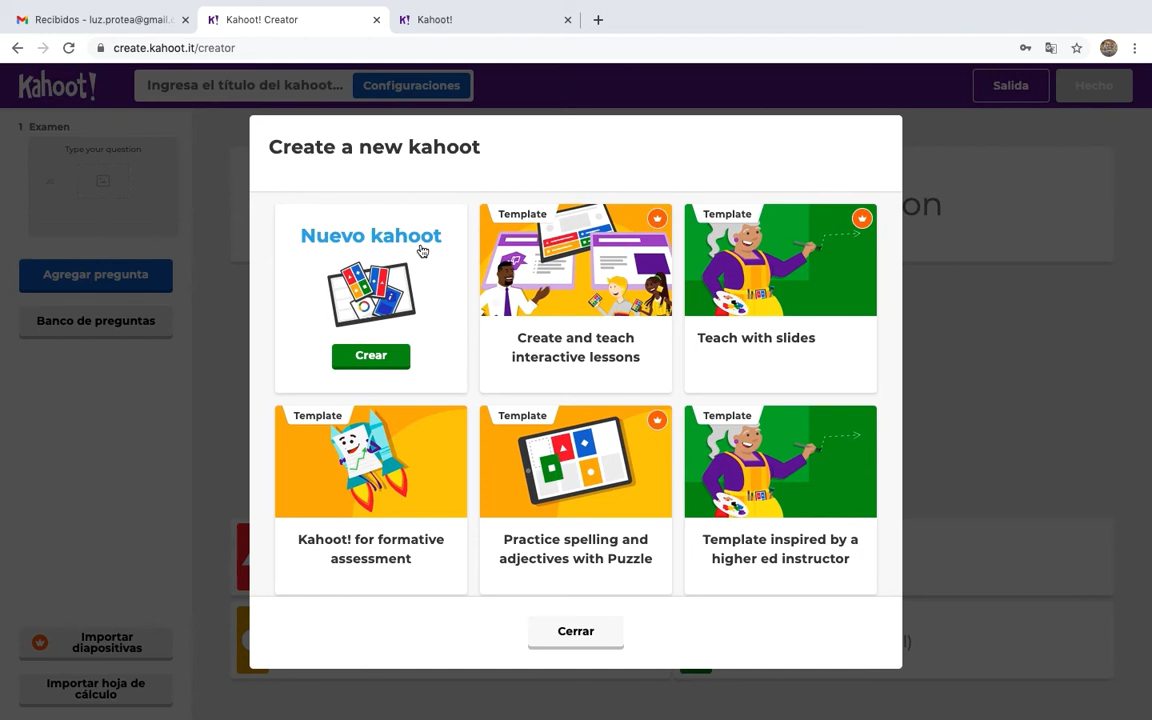 Recibidos - luz.protea@gmail.c
Kahoot! Creator
Kahoot!
create.kahoot.it/creator
Kahoot!
Ingresa el título del kahoot...
Configuraciones
Salida
Hecho
1 Examen
Type your question
Agregar pregunta
Banco de preguntas
Importar
diapositivas
Importar hoja de
cálculo
on
Create a new kahoot
Nuevo kahoot
Crear
Template
Create and teach
interactive lessons
Template
Teach with slides
Template
Kahoot! for formative
assessment
Template
Practice spelling and
adjectives with Puzzle
Template
Template inspired by a
higher ed instructor
l)
Cerrar